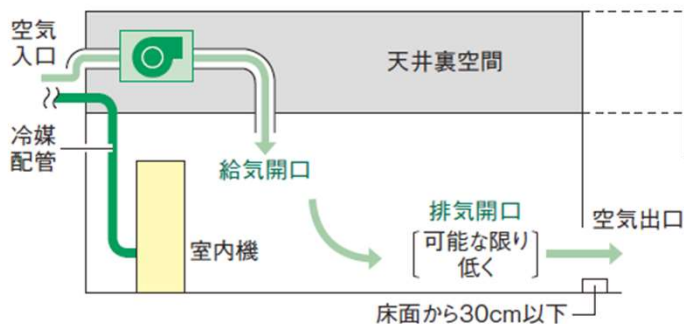 空気
入口
天井裏空間
冷媒
配管
給気開口
排気開口
空気出口
可能な限り
低く
室内機
床面から30cm以下